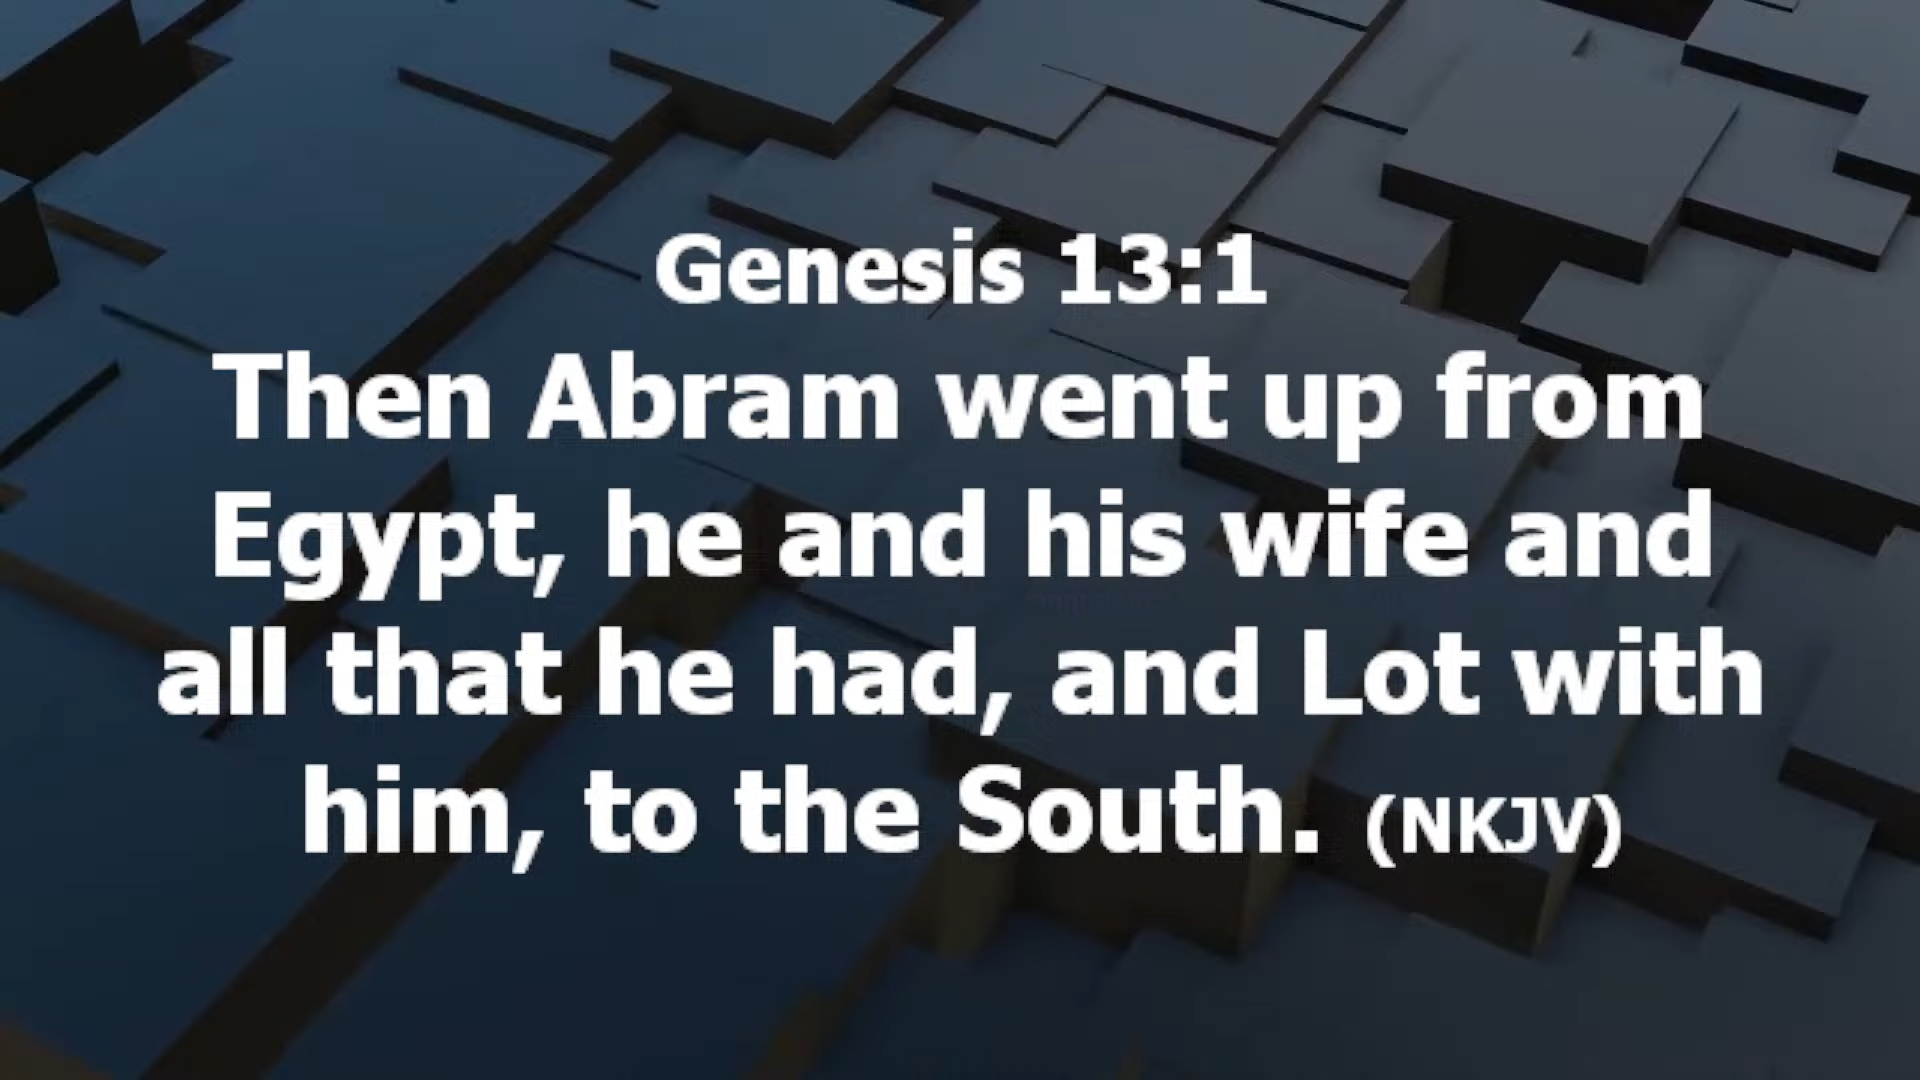 Genesis 13:1
Then Abram went up from
Egypt, he and his wife and
all that he had, and Lot with
him, to the South. (NKJV)